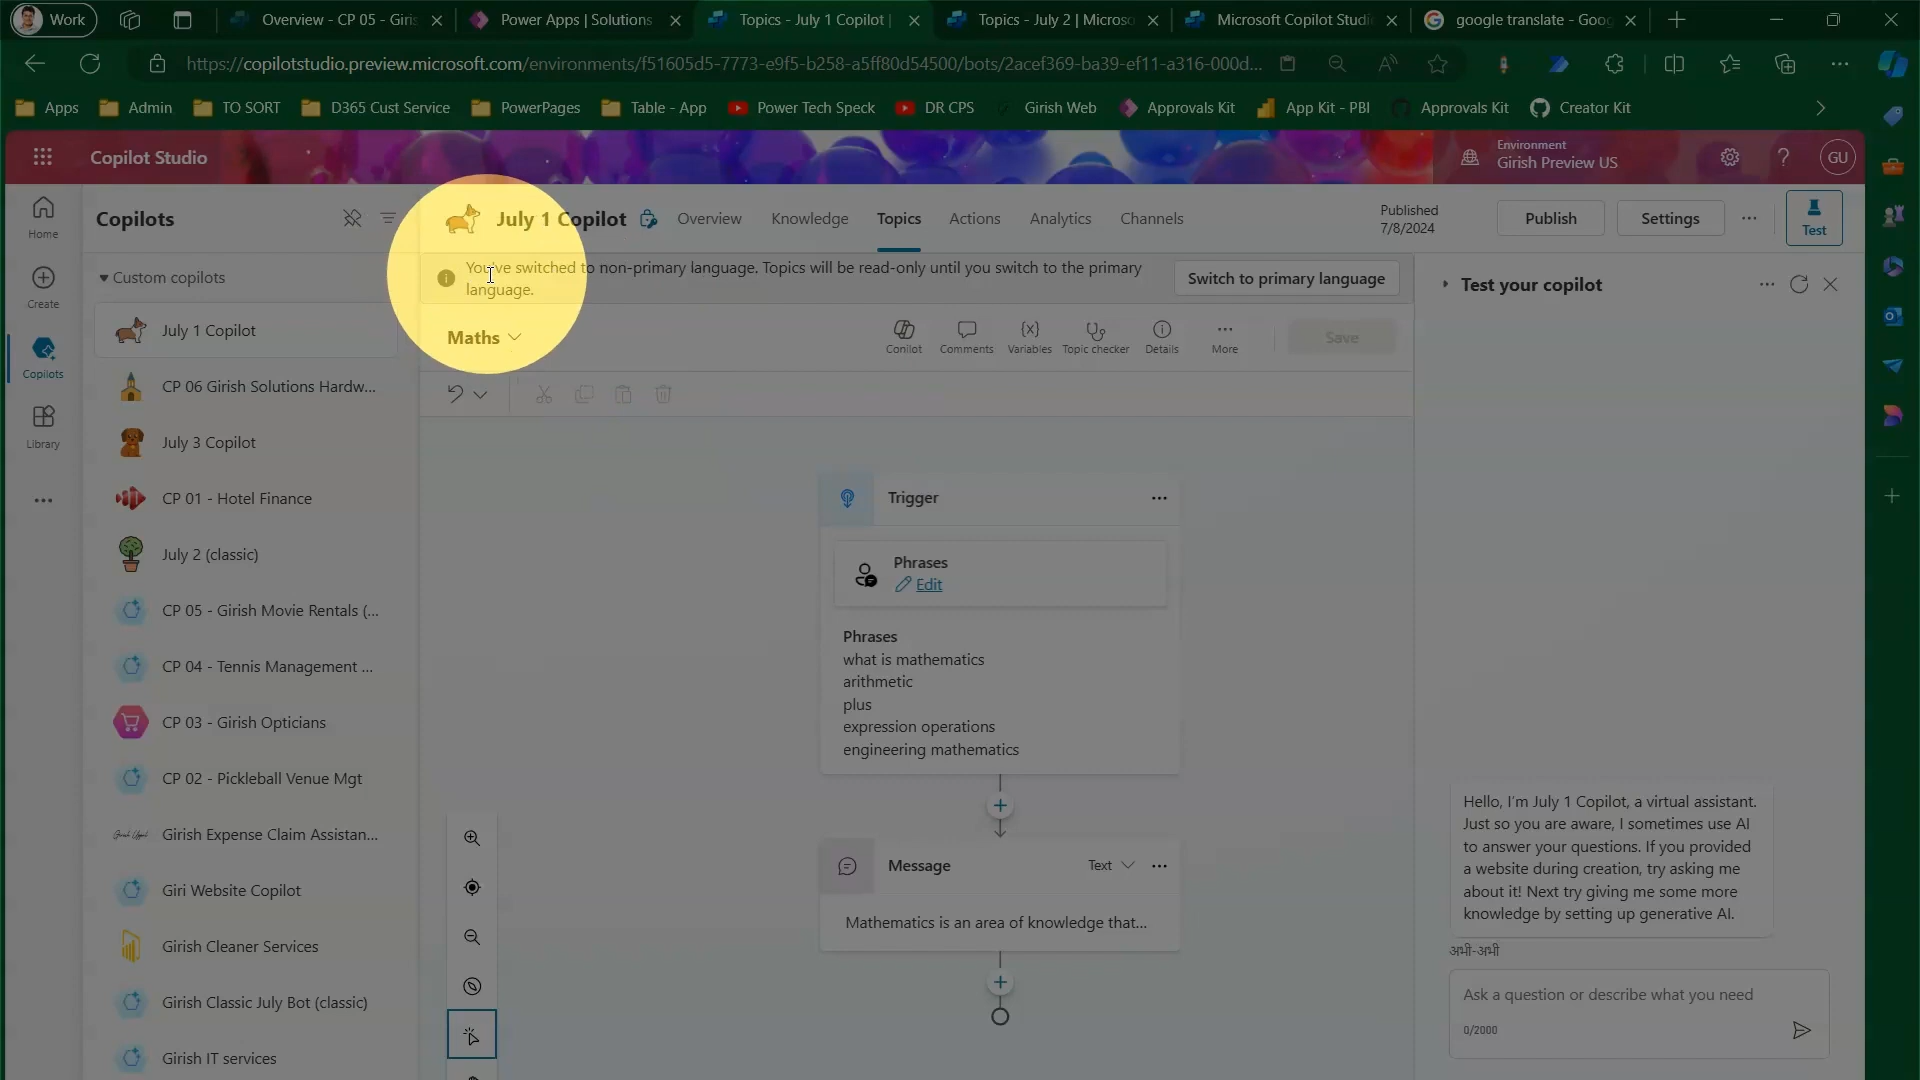 Work
Overview - CP 05 - Giris
Power Apps | Solutions
Topics - July 1 Copilot |
Topics - July 2 | Microso
Microsoft Copilot Studi
google translate - Goog
https://copilotstudio.preview.microsoft.com/environments/f51605d5-7773-e9f5-b258-a5ff80d54500/bots/2acef369-ba39-ef11-a316-000d...
Apps
Admin
TO SORT
D365 Cust Service
PowerPages
Table - App
Power Tech Speck
DR CPS
Girish Web
Approvals Kit
App Kit - PBI
Approvals Kit
Creator Kit
Copilot Studio
Environment
Girish Preview US
GU
Home
Create
Copilots
Library
Copilots
Custom copilots
July 1 Copilot
CP 06 Girish Solutions Hardw...
July 3 Copilot
CP 01 - Hotel Finance
July 2 (classic)
CP 05 - Girish Movie Rentals (...
CP 04 - Tennis Management ...
CP 03 - Girish Opticians
CP 02 - Pickleball Venue Mgt
Girish Expense Claim Assistan...
Giri Website Copilot
Girish Cleaner Services
Girish Classic July Bot (classic)
Girish IT services
July 1 Copilot
Overview
Knowledge
Topics
Actions
Analytics
Channels
Published
7/8/2024
Publish
Settings
Test
You've switched to non-primary language. Topics will be read-only until you switch to the primary
language.
Switch to primary language
Maths
Copilot
Comments
Variables
Topic checker
Details
More
Save
Trigger
Phrases
Edit
Phrases
what is mathematics
arithmetic
plus
expression operations
engineering mathematics
Message
Text
Mathematics is an area of knowledge that...
Test your copilot
Hello, I'm July 1 Copilot, a virtual assistant.
Just so you are aware, I sometimes use AI
to answer your questions. If you provided
a website during creation, try asking me
about it! Next try giving me some more
knowledge by setting up generative AI.
अभी-अभी
Ask a question or describe what you need
0/2000